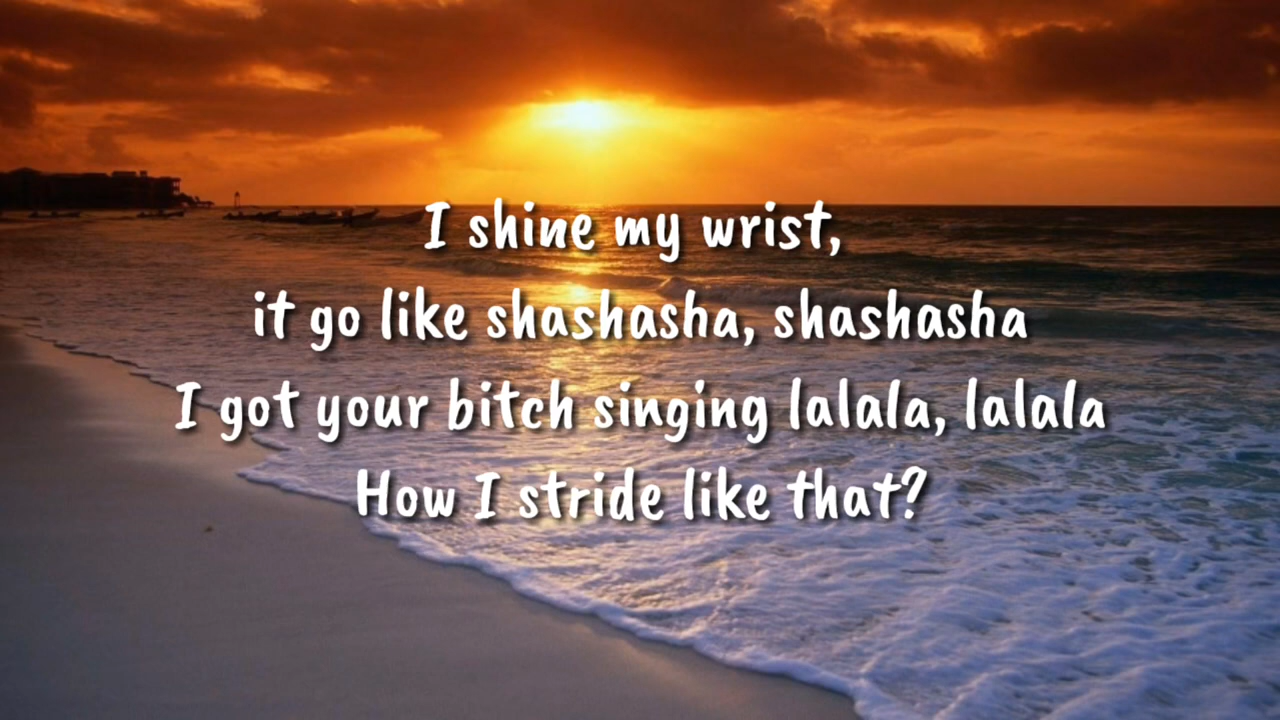 I shine my wrist,
it go like shashasha, shashasha
I got your bitch singing lalala, lalala
How I stride like that?